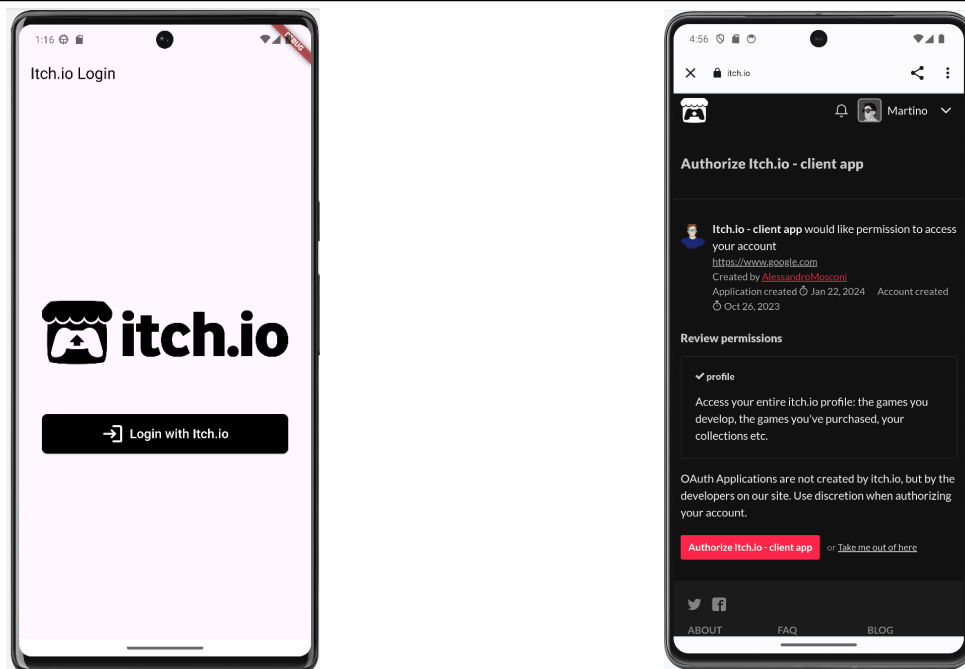 1:16
DEBUG
Itch.io Login
itch.io
Login with Itch.io
4:56
itch.io
Martino
Authorize Itch.io - client app
Itch.io - client app would like permission to access
your account
https://www.google.com
Created by AlessandroMosconi
Application created Jan 22, 2024 Account created
Oct 26, 2023
Review permissions
profile
Access your entire itch.io profile: the games you
develop, the games you've purchased, your
collections etc.
OAuth Applications are not created by itch.io, but by the
developers on our site. Use discretion when authorizing
your account.
Authorize Itch.io - client app or Take me out of here
ABOUT FAQ BLOG